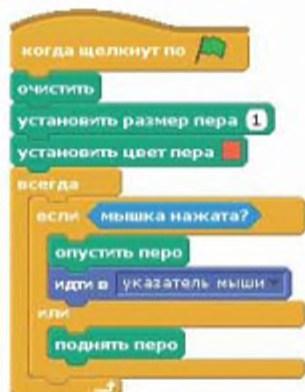 когда щелкнут по
очистить
установить размер пера 1
установить цвет пера
всегда
если мышка нажата?
опустить перо
идти в указатель мыши
или
поднять перо